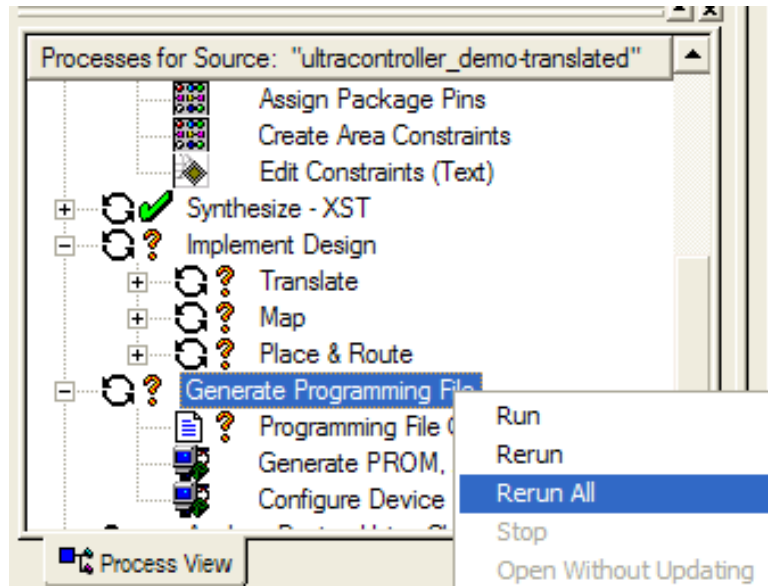 Processes for Source: "ultracontroller_demo-translated"
Assign Package Pins
Create Area Constraints
Edit Constraints (Text)
Synthesize - XST
Implement Design
Translate
Map
Place & Route
Generate Programming File
Programming File
Generate PROM,
Configure Device
Run
Rerun
Rerun All
Stop
Open Without Updating
Process View